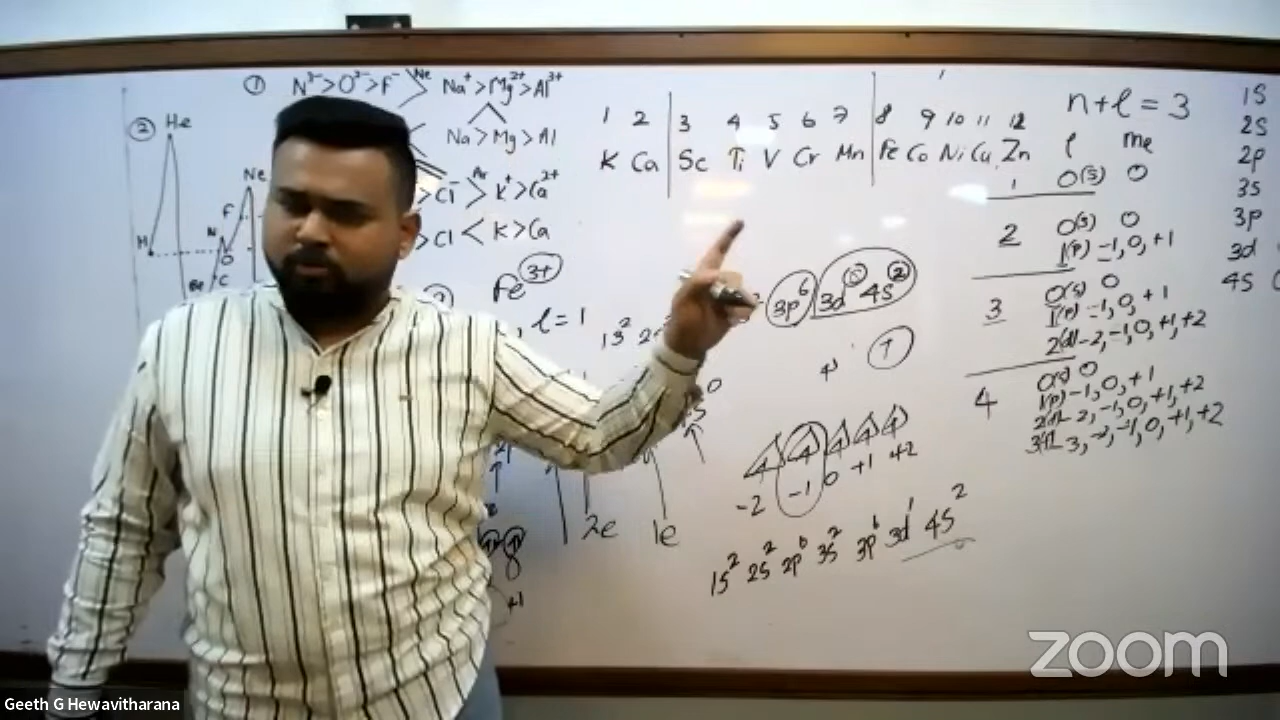 ① N³⁻>O²⁻>F⁻ > Ne Na⁺>Mg²⁺>Al³⁺
Na>Mg>Al
>Cl⁻ > Ar K⁺>Ca²⁺
>Cl < K>Ca
② He
Ne
H
F
N
O
Be
C
1 2 3 4 5 6 7 8 9 10 11 12
K Ca Sc Ti V Cr Mn Fe Co Ni Cu Zn
Fe³⁺
, l=1
1s²
3p⁶ 3d⁵ 4s²
-2 -1 0 +1 +2
2e 1e
+1
1s² 2s² 2p⁶ 3s² 3p⁶ 3d¹ 4s²
n+l=3
l me
1 0(s) 0
2 0(s) 0
1(p) -1, 0, +1
3 0(s) 0
1(p) -1, 0, +1
2(d) -2, -1, 0, +1, +2
4 0(s) 0
1(p) -1, 0, +1
2(d) -2, -1, 0, +1, +2
-3, -2, -1, 0, +1, +2
1s
2s
2p
3s
3p
3d
4s
zoom
Geeth G Hewavitharana